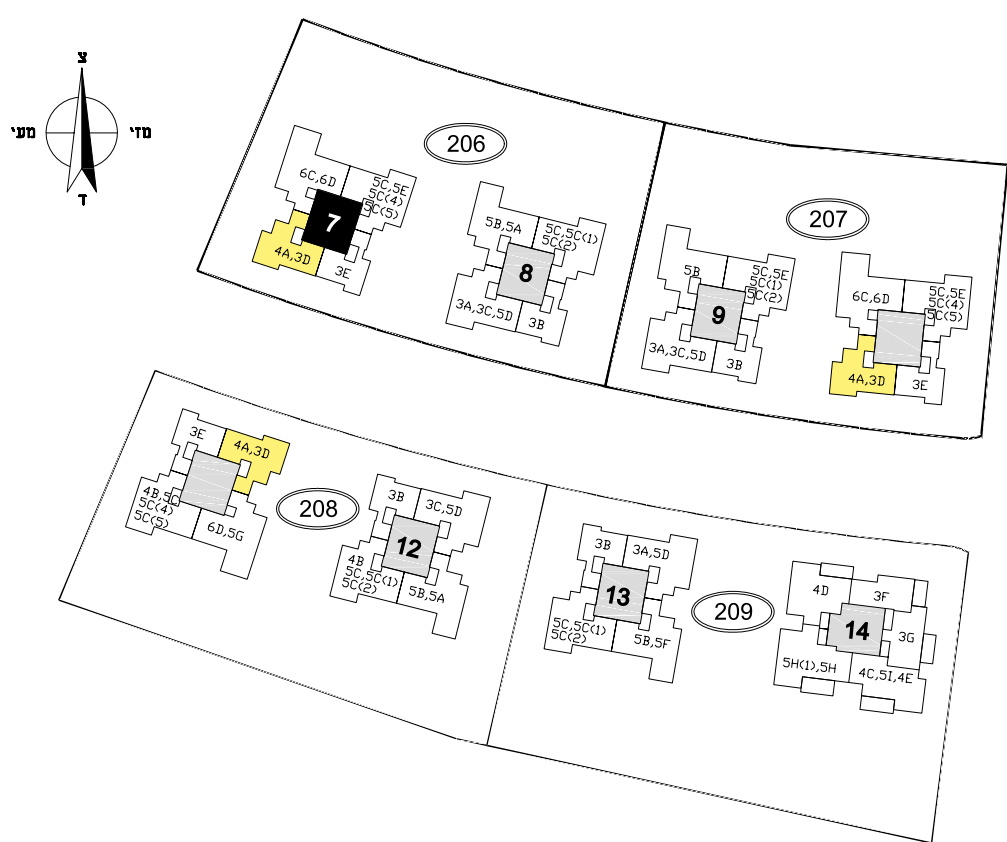 צ
מע'
מז'
ד
206
6C,6D
5C,5E
5C(4)
5C(5)
7
4A,3D
3E
5B,5A
5C,5C(1)
5C(2)
8
3A,3C,5D
3B
207
5B
5C,5E
5C(1)
5C(2)
9
3A,3C,5D
3B
6C,6D
5C,5E
5C(4)
5C(5)
4A,3D
3E
208
3E
4A,3D
4B,5C
5C(4)
5C(5)
6D,5G
3B
3C,5D
12
4B
5C,5C(1)
5C(2)
5B,5A
209
3B
3A,5D
13
5C,5C(1)
5C(2)
5B,5F
4D
3F
14
3G
5H(1),5H
4C,5I,4E